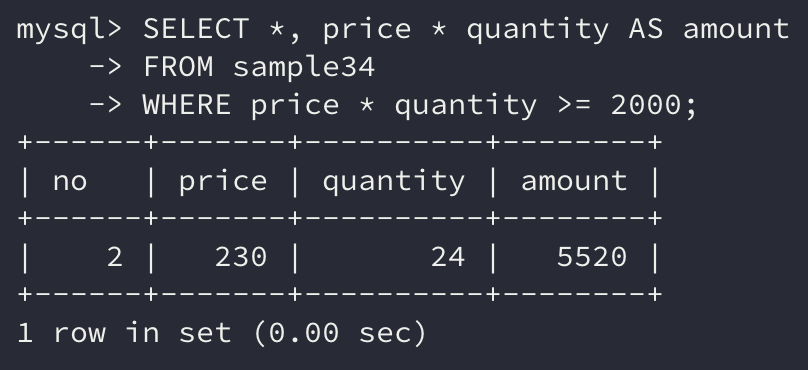 mysql> SELECT *, price * quantity AS amount
    -> FROM sample34
    -> WHERE price * quantity >= 2000;
+------+-------+----------+--------+
| no   | price | quantity | amount |
+------+-------+----------+--------+
|    2 |   230 |       24 |   5520 |
+------+-------+----------+--------+
1 row in set (0.00 sec)